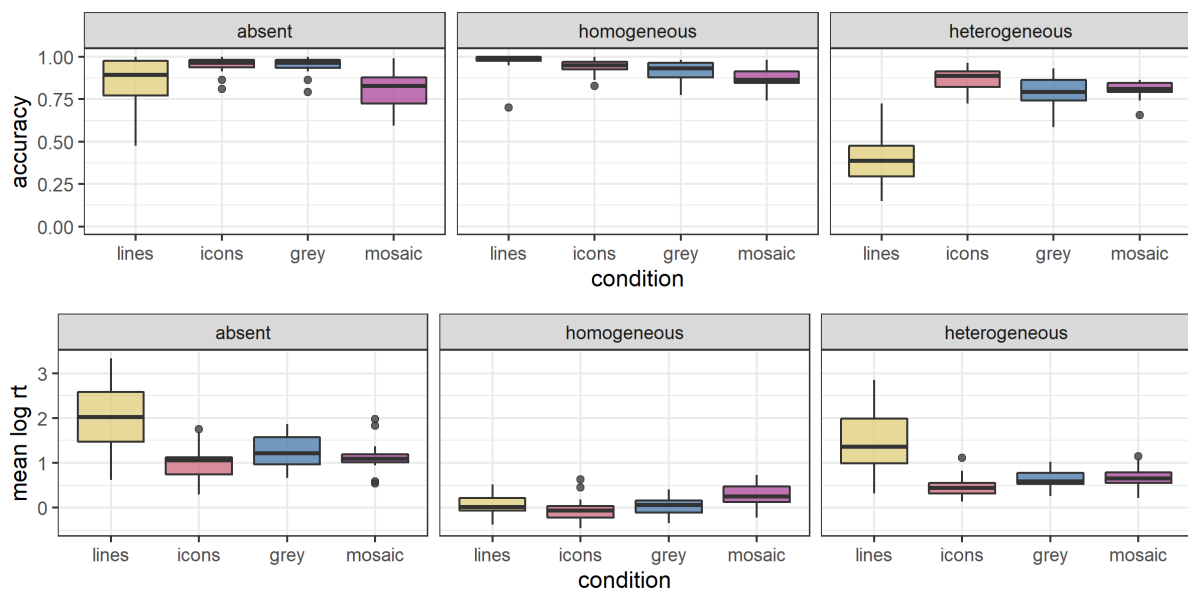 absent homogeneous heterogeneous
accuracy
1.00
0.75
0.50
0.25
0.00
lines icons grey mosaic lines icons grey mosaic lines icons grey mosaic
condition
absent homogeneous heterogeneous
mean log rt
3
2
1
0
lines icons grey mosaic lines icons grey mosaic lines icons grey mosaic
condition